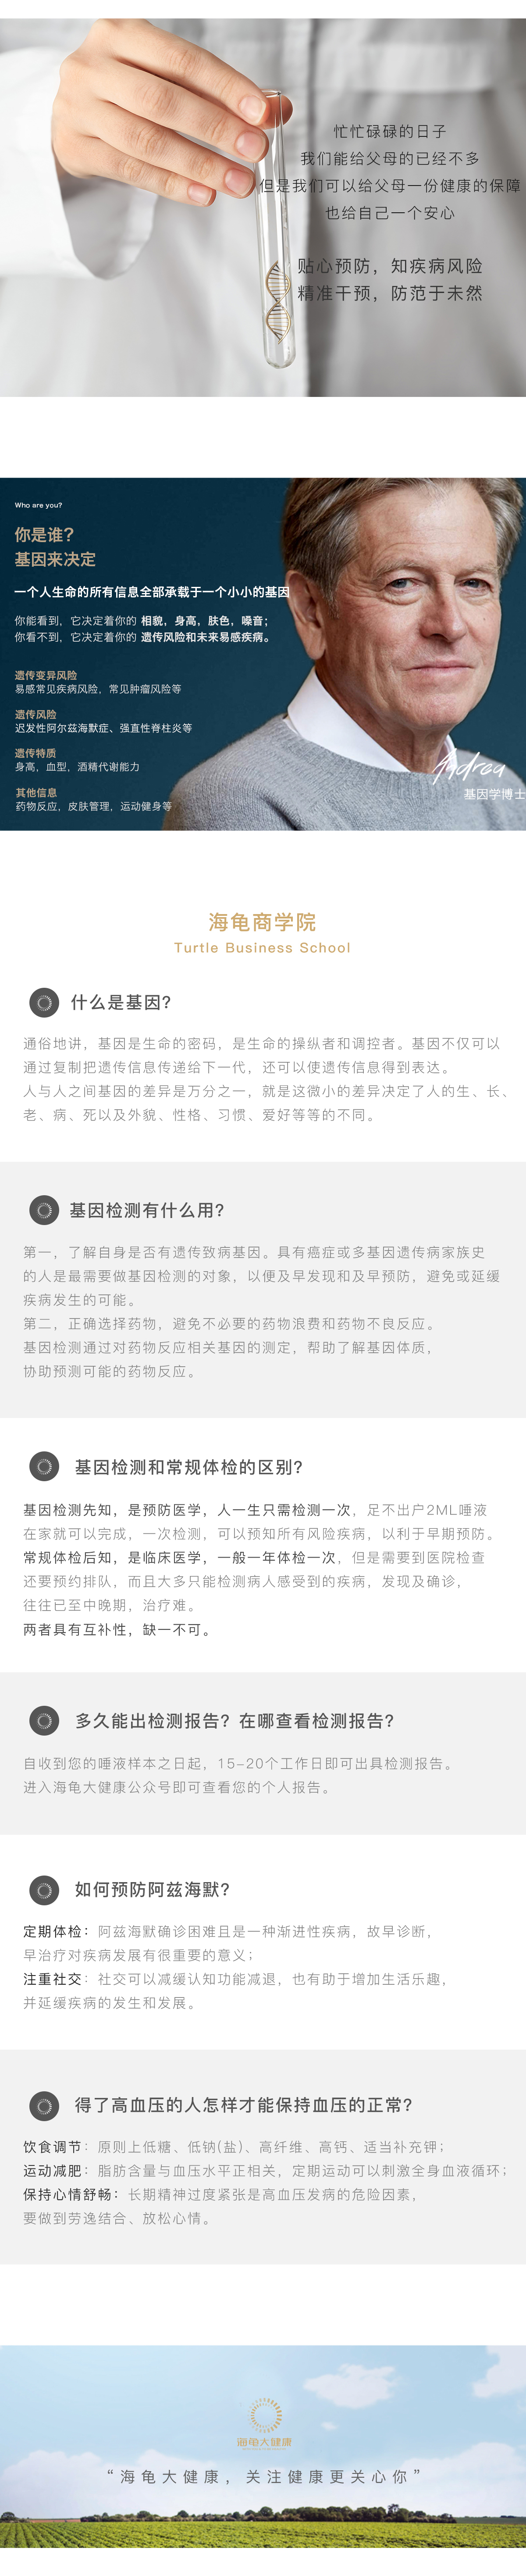 忙忙碌碌的日子
我们能给父母的已经不多
但是我们可以给父母一份健康的保障
也给自己一个安心
贴心预防，知疾病风险
精准干预，防范于未然
Who are you?
你是谁？
基因来决定
一个人生命的所有信息全部承载于一个小小的基因
你能看到，它决定着你的 相貌，身高，肤色，嗓音；
你看不到，它决定着你的 遗传风险和未来易感疾病。
遗传变异风险
易感常见疾病风险，常见肿瘤风险等
遗传风险
迟发性阿尔兹海默症、强直性脊柱炎等
遗传特质
身高，血型，酒精代谢能力
其他信息
药物反应，皮肤管理，运动健身等
Andrea
基因学博士
海龟商学院
Turtle Business School
什么是基因？
通俗地讲，基因是生命的密码，是生命的操纵者和调控者。基因不仅可以
通过复制把遗传信息传递给下一代，还可以使遗传信息得到表达。
人与人之间基因的差异是万分之一，就是这微小的差异决定了人的生、长、
老、病、死以及外貌、性格、习惯、爱好等等的不同。
基因检测有什么用？
第一，了解自身是否有遗传致病基因。具有癌症或多基因遗传病家族史
的人是最需要做基因检测的对象，以便及早发现和及早预防，避免或延缓
疾病发生的可能。
第二，正确选择药物，避免不必要的药物浪费和药物不良反应。
基因检测通过对药物反应相关基因的测定，帮助了解基因体质，
协助预测可能的药物反应。
基因检测和常规体检的区别？
基因检测先知，是预防医学，人一生只需检测一次，足不出户2ML唾液
在家就可以完成，一次检测，可以预知所有风险疾病，以利于早期预防。
常规体检后知，是临床医学，一般一年体检一次，但是需要到医院检查
还要预约排队，而且大多只能检测病人感受到的疾病，发现及确诊，
往往已至中晚期，治疗难。
两者具有互补性，缺一不可。
多久能出检测报告？在哪查看检测报告？
自收到您的唾液样本之日起，15-20个工作日即可出具检测报告。
进入海龟大健康公众号即可查看您的个人报告。
如何预防阿兹海默？
定期体检：阿兹海默确诊困难且是一种渐进性疾病，故早诊断，
早治疗对疾病发展有很重要的意义；
注重社交：社交可以减缓认知功能减退，也有助于增加生活乐趣，
并延缓疾病的发生和发展。
得了高血压的人怎样才能保持血压的正常？
饮食调节：原则上低糖、低钠(盐)、高纤维、高钙、适当补充钾；
运动减肥：脂肪含量与血压水平正相关，定期运动可以刺激全身血液循环；
保持心情舒畅：长期精神过度紧张是高血压发病的危险因素，
要做到劳逸结合、放松心情。
海龟大健康
“海龟大健康，关注健康更关心你”